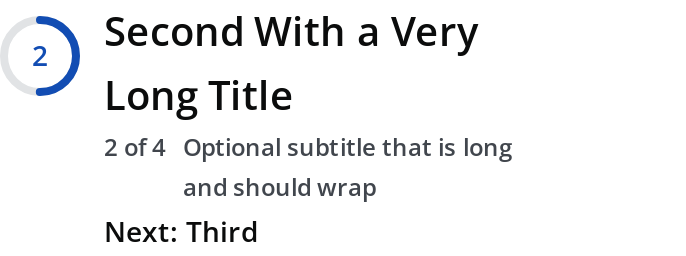 2
Second With a Very
Long Title
2 of 4 Optional subtitle that is long
and should wrap
Next: Third